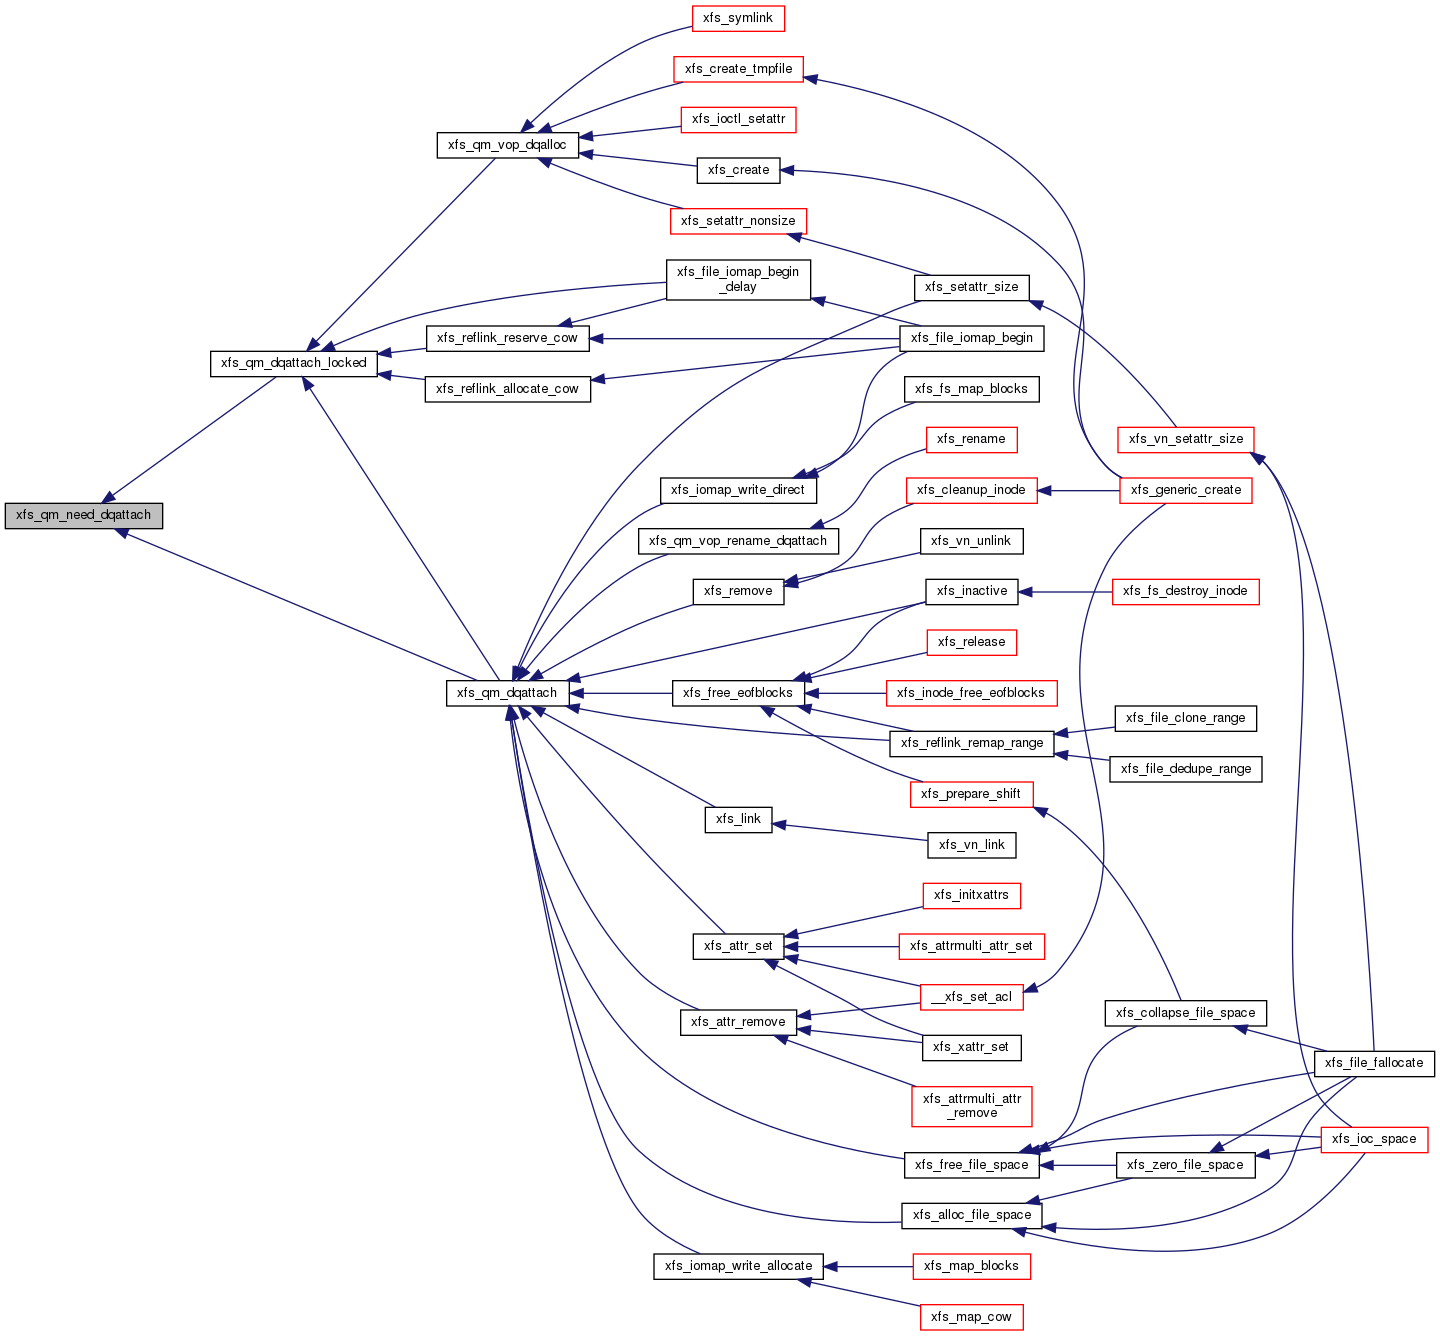 xfs_symlink
xfs_create_tmpfile
xfs_ioctl_setattr
xfs_qm_vop_dqalloc
xfs_create
xfs_setattr_nonsize
xfs_file_iomap_begin
_delay
xfs_setattr_size
xfs_reflink_reserve_cow
xfs_file_iomap_begin
xfs_qm_dqattach_locked
xfs_reflink_allocate_cow
xfs_fs_map_blocks
xfs_rename
xfs_vn_setattr_size
xfs_iomap_write_direct
xfs_cleanup_inode
xfs_generic_create
xfs_qm_need_dqattach
xfs_qm_vop_rename_dqattach
xfs_vn_unlink
xfs_remove
xfs_inactive
xfs_fs_destroy_inode
xfs_release
xfs_qm_dqattach
xfs_free_eofblocks
xfs_inode_free_eofblocks
xfs_file_clone_range
xfs_reflink_remap_range
xfs_file_dedupe_range
xfs_prepare_shift
xfs_link
xfs_vn_link
xfs_initxattrs
xfs_attr_set
xfs_attrmulti_attr_set
__xfs_set_acl
xfs_collapse_file_space
xfs_attr_remove
xfs_xattr_set
xfs_file_fallocate
xfs_attrmulti_attr
_remove
xfs_ioc_space
xfs_free_file_space
xfs_zero_file_space
xfs_alloc_file_space
xfs_iomap_write_allocate
xfs_map_blocks
xfs_map_cow